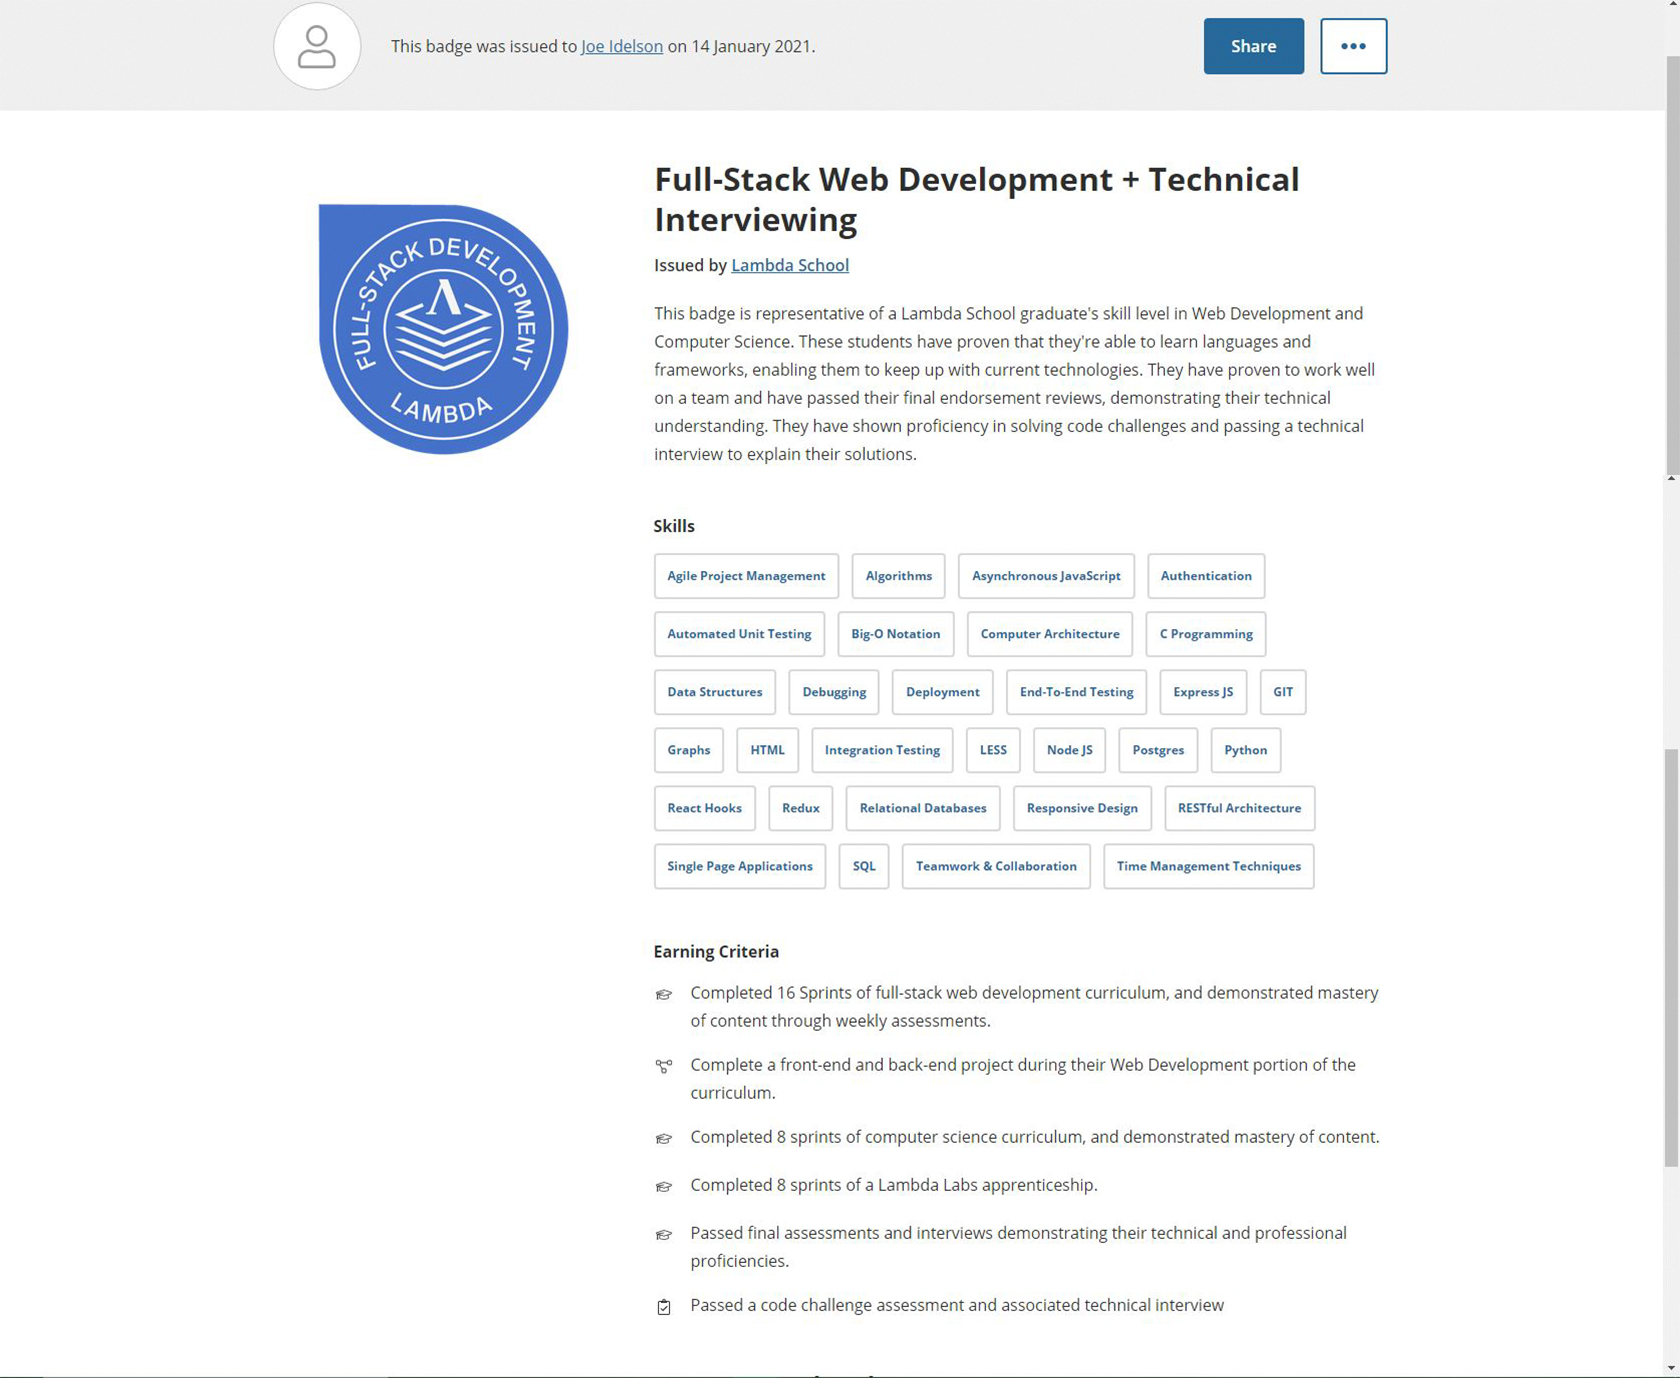 This badge was issued to Joe Idelson on 14 January 2021.
Share
FULL-STACK DEVELOPMENT
LAMBDA
Full-Stack Web Development + Technical
Interviewing
Issued by Lambda School
This badge is representative of a Lambda School graduate's skill level in Web Development and
Computer Science. These students have proven that they're able to learn languages and
frameworks, enabling them to keep up with current technologies. They have proven to work well
on a team and have passed their final endorsement reviews, demonstrating their technical
understanding. They have shown proficiency in solving code challenges and passing a technical
interview to explain their solutions.
Skills
Agile Project Management Algorithms Asynchronous JavaScript Authentication
Automated Unit Testing Big-O Notation Computer Architecture C Programming
Data Structures Debugging Deployment End-To-End Testing Express JS GIT
Graphs HTML Integration Testing LESS Node JS Postgres Python
React Hooks Redux Relational Databases Responsive Design RESTful Architecture
Single Page Applications SQL Teamwork & Collaboration Time Management Techniques
Earning Criteria
Completed 16 Sprints of full-stack web development curriculum, and demonstrated mastery
of content through weekly assessments.
Complete a front-end and back-end project during their Web Development portion of the
curriculum.
Completed 8 sprints of computer science curriculum, and demonstrated mastery of content.
Completed 8 sprints of a Lambda Labs apprenticeship.
Passed final assessments and interviews demonstrating their technical and professional
proficiencies.
Passed a code challenge assessment and associated technical interview